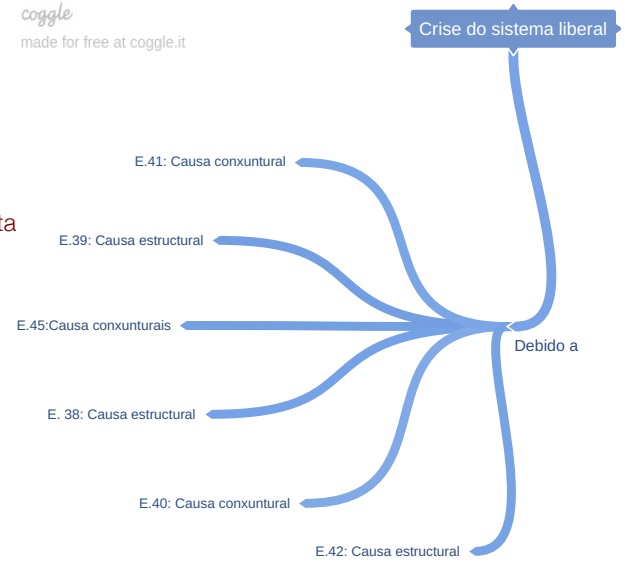 coggle
made for free at coggle.it
Crise do sistema liberal
E.41: Causa conxuntural
ta
E.39: Causa estructural
E.45:Causa conxunturais
Debido a
E. 38: Causa estructural
E.40: Causa conxuntural
E.42: Causa estructural